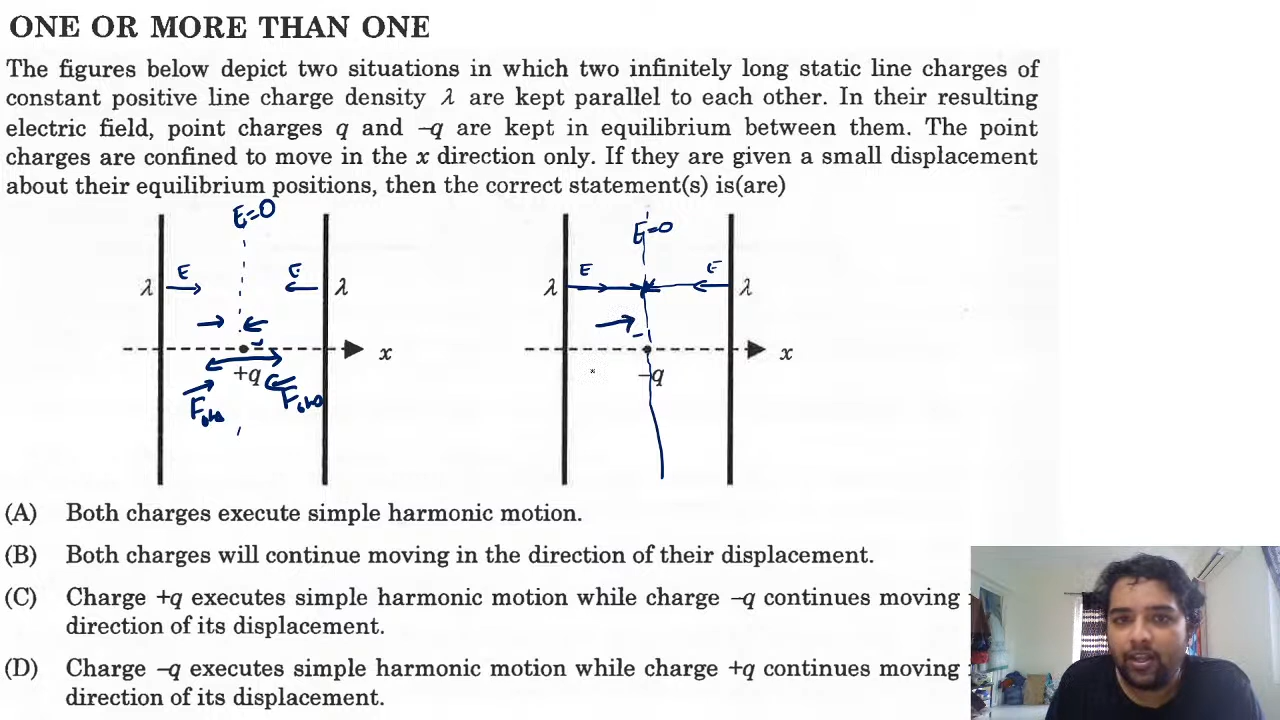 ONE OR MORE THAN ONE
The figures below depict two situations in which two infinitely long static line charges of
constant positive line charge density λ are kept parallel to each other. In their resulting
electric field, point charges q and –q are kept in equilibrium between them. The point
charges are confined to move in the x direction only. If they are given a small displacement
about their equilibrium positions, then the correct statement(s) is(are)
E=0
E=0
E E
E E
λ λ
λ λ
x
x
+q
–q
(A) Both charges execute simple harmonic motion.
(B) Both charges will continue moving in the direction of their displacement.
(C) Charge +q executes simple harmonic motion while charge –q continues moving
direction of its displacement.
(D) Charge –q executes simple harmonic motion while charge +q continues moving
direction of its displacement.